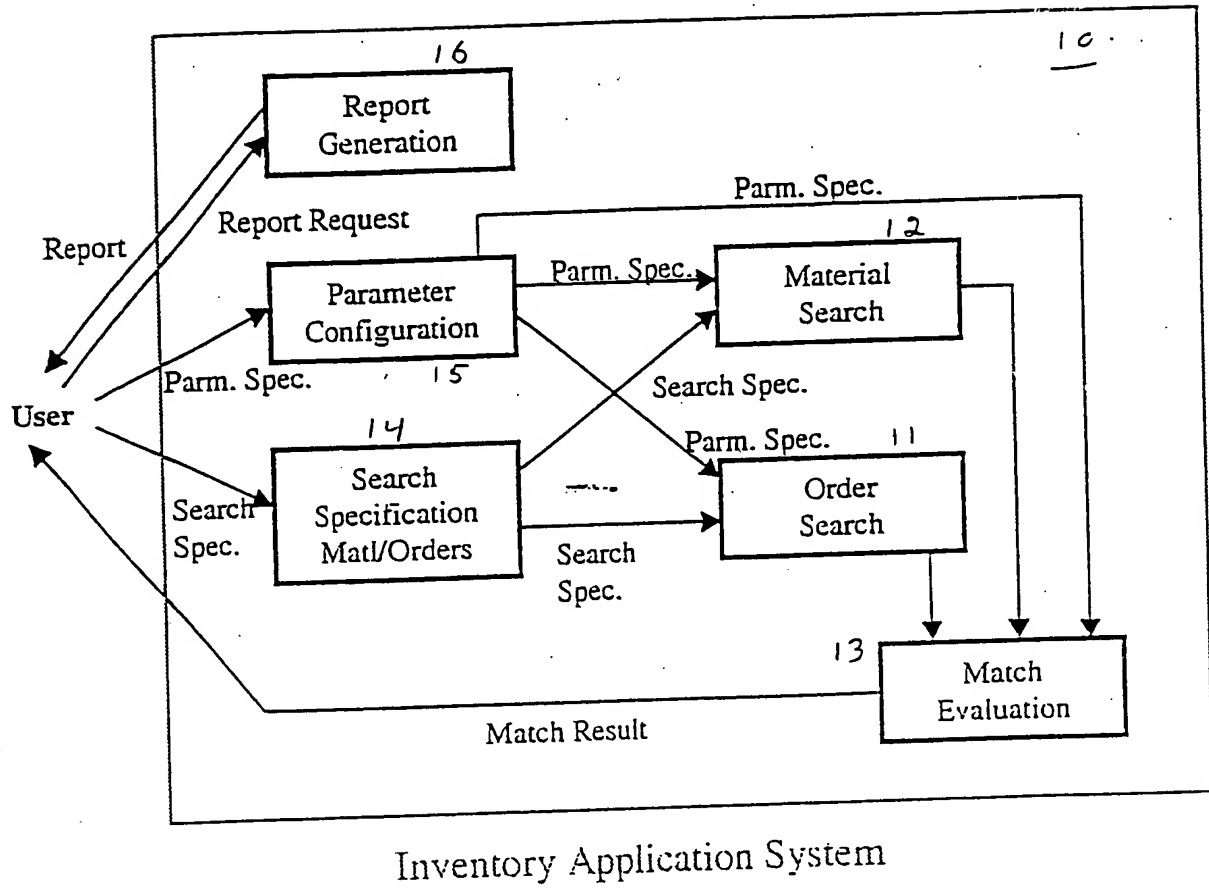 10
16
Report
Generation
Parm. Spec.
Report Request
Report
12
Parameter
Configuration
Parm. Spec.
Material
Search
15
Parm. Spec.
Search Spec.
User
14
Parm. Spec.
11
Search
Specification
Matl/Orders
Order
Search
Search
Spec.
Search
Spec.
13
Match
Evaluation
Match Result
Inventory Application System